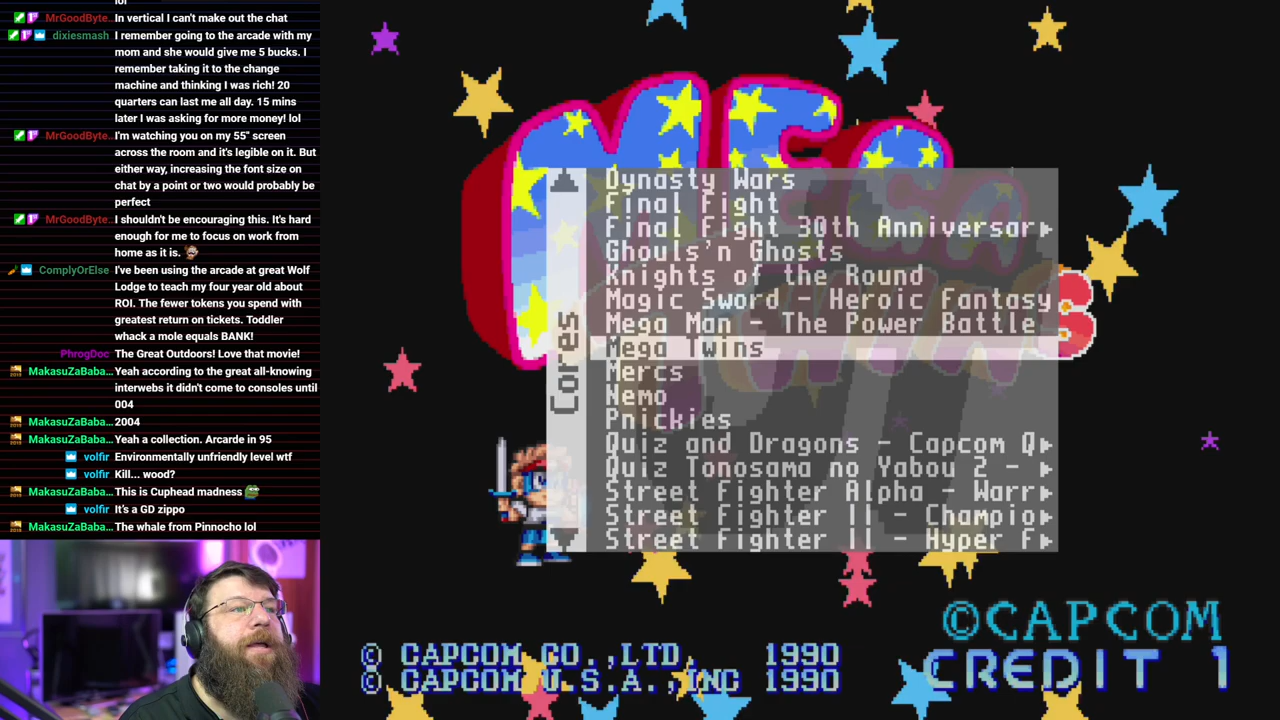 lol
MrGoodByte... In vertical I can't make out the chat
dixiesmash I remember going to the arcade with my
mom and she would give me 5 bucks. I
remember taking it to the change
machine and thinking I was rich! 20
quarters can last me all day. 15 mins
later I was asking for more money! lol
MrGoodByte... I'm watching you on my 55" screen
across the room and it's legible on it. But
either way, increasing the font size on
chat by a point or two would probably be
perfect
MrGoodByte... I shouldn't be encouraging this. It's hard
enough for me to focus on work from
home as it is.
ComplyOrElse I've been using the arcade at great Wolf
Lodge to teach my four year old about
ROI. The fewer tokens you spend with
greatest return on tickets. Toddler
whack a mole equals BANK!
PhrogDoc The Great Outdoors! Love that movie!
MakasuZaBaba... Yeah according to the great all-knowing
interwebs it didn't come to consoles until
004
MakasuZaBaba... 2004
MakasuZaBaba... Yeah a collection. Arcarde in 95
volfir Environmentally unfriendly level wtf
volfir Kill... wood?
MakasuZaBaba... This is Cuphead madness
volfir It's a GD zippo
MakasuZaBaba... The whale from Pinnocho lol
MEGA
Cores
Dynasty Wars
Final Fight
Final Fight 30th Anniversar
Ghouls'n Ghosts
Knights of the Round
Magic Sword - Heroic Fantasy
Mega Man - The Power Battle
Mega Twins
Mercs
Nemo
Pnickies
Quiz and Dragons - Capcom Q
Quiz Tonosama no Yabou 2 -
Street Fighter Alpha - Warr
Street Fighter II - Champio
Street Fighter II - Hyper F
©CAPCOM
© CAPCOM CO.,LTD. 1990
© CAPCOM U.S.A.,INC 1990
CREDIT 1